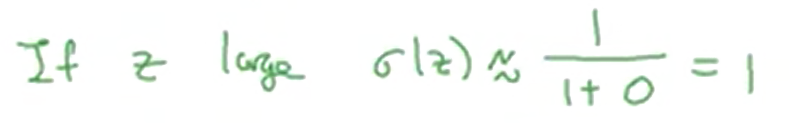 If z large σ(z) ≈ 1/(1+0) = 1